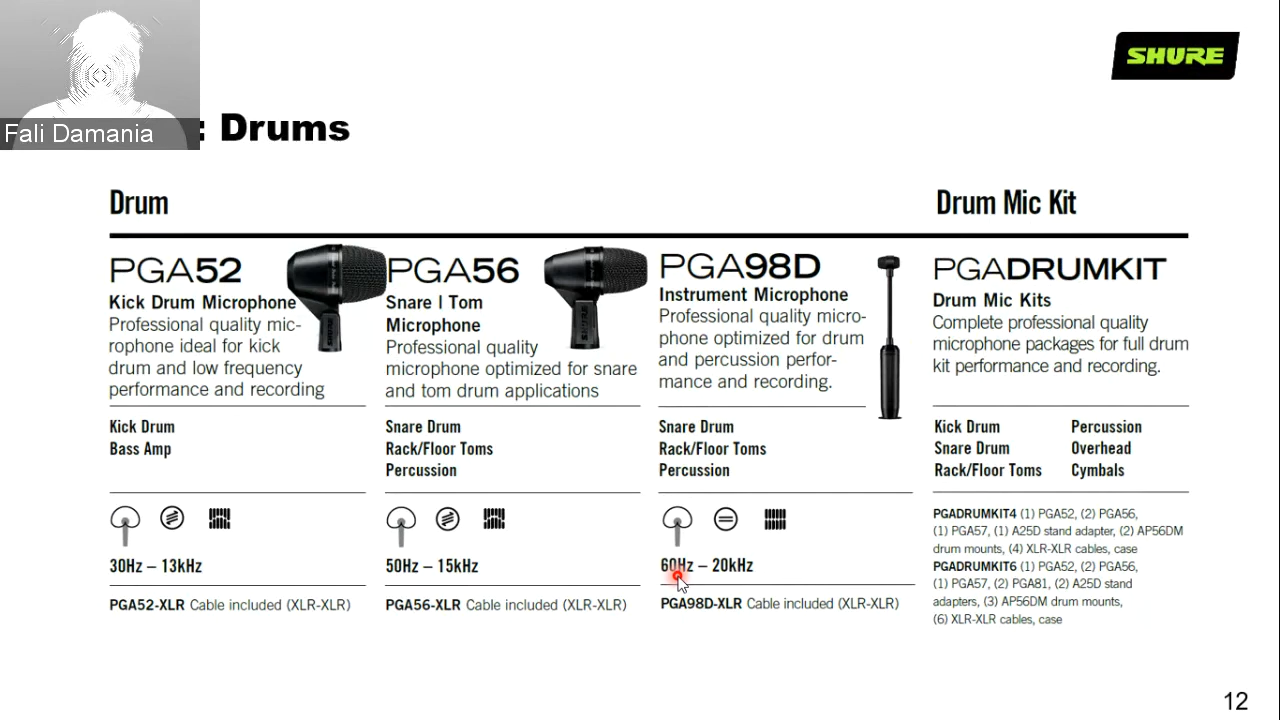 SHURE
Fali Damania
: Drums
Drum
Drum Mic Kit
PGA52
Kick Drum Microphone
Professional quality mic-
rophone ideal for kick
drum and low frequency
performance and recording
Kick Drum
Bass Amp
30Hz – 13kHz
PGA52-XLR Cable included (XLR-XLR)
PGA56
Snare | Tom
Microphone
Professional quality
microphone optimized for snare
and tom drum applications
Snare Drum
Rack/Floor Toms
Percussion
50Hz – 15kHz
PGA56-XLR Cable included (XLR-XLR)
PGA98D
Instrument Microphone
Professional quality micro-
phone optimized for drum
and percussion perfor-
mance and recording.
Snare Drum
Rack/Floor Toms
Percussion
60Hz – 20kHz
PGA98D-XLR Cable included (XLR-XLR)
PGADRUMKIT
Drum Mic Kits
Complete professional quality
microphone packages for full drum
kit performance and recording.
Kick Drum Percussion
Snare Drum Overhead
Rack/Floor Toms Cymbals
PGADRUMKIT4 (1) PGA52, (2) PGA56,
(1) PGA57, (1) A25D stand adapter, (2) AP56DM
drum mounts, (4) XLR-XLR cables, case
PGADRUMKIT6 (1) PGA52, (2) PGA56,
(1) PGA57, (2) PGA81, (2) A25D stand
adapters, (3) AP56DM drum mounts,
(6) XLR-XLR cables, case
12